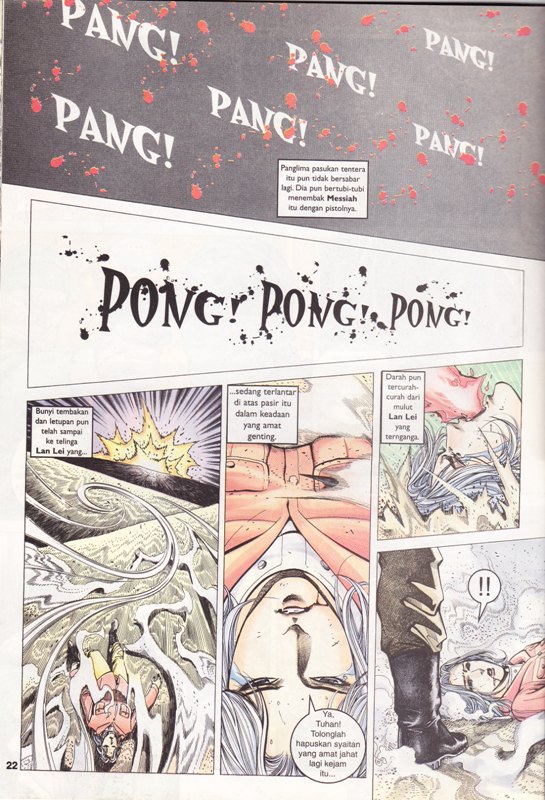 PANG!
PANG!
PANG!
PANG!
PANG!
PANG!
Panglima pasukan tentera
itu pun tidak bersabar
lagi. Dia pun bertubi-tubi
menembak Messiah
itu dengan pistolnya.
PONG! PONG! PONG!
Bunyi tembakan
dan letupan pun
telah sampai
ke telinga
Lan Lei yang...
...sedang terlantar
di atas pasir itu
dalam keadaan
yang amat
genting.
Darah pun
tercurah-
curah dari
mulut
Lan Lei
yang
ternganga.
Ya,
Tuhan!
Tolonglah
hapuskan syaitan
yang amat jahat
lagi kejam
itu...
!!
22